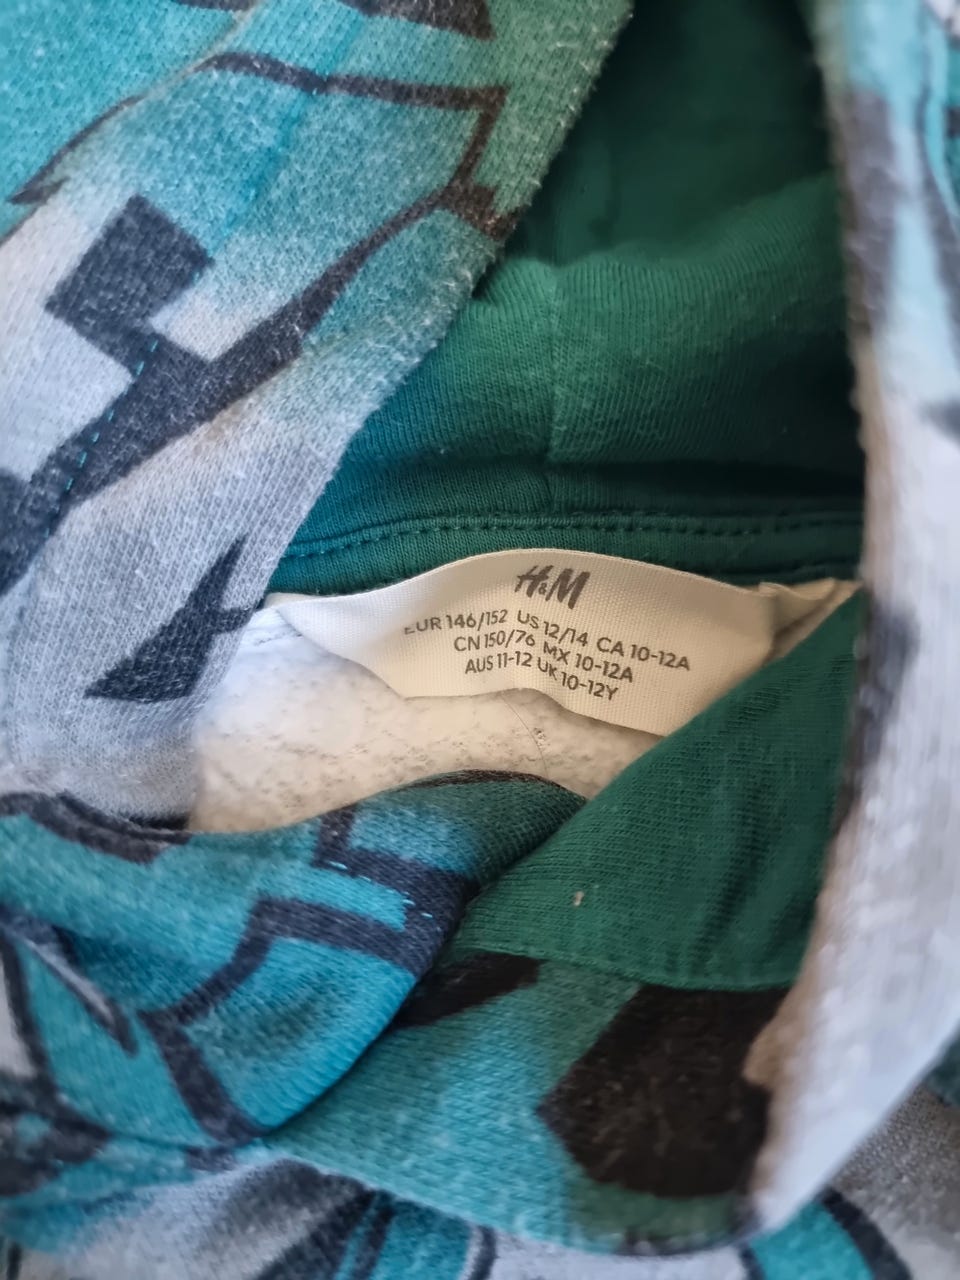 H&M
EUR 146/152 US 12/14 CA 10-12A
CN 150/76 MX 10-12A
AUS 11-12 UK 10-12Y